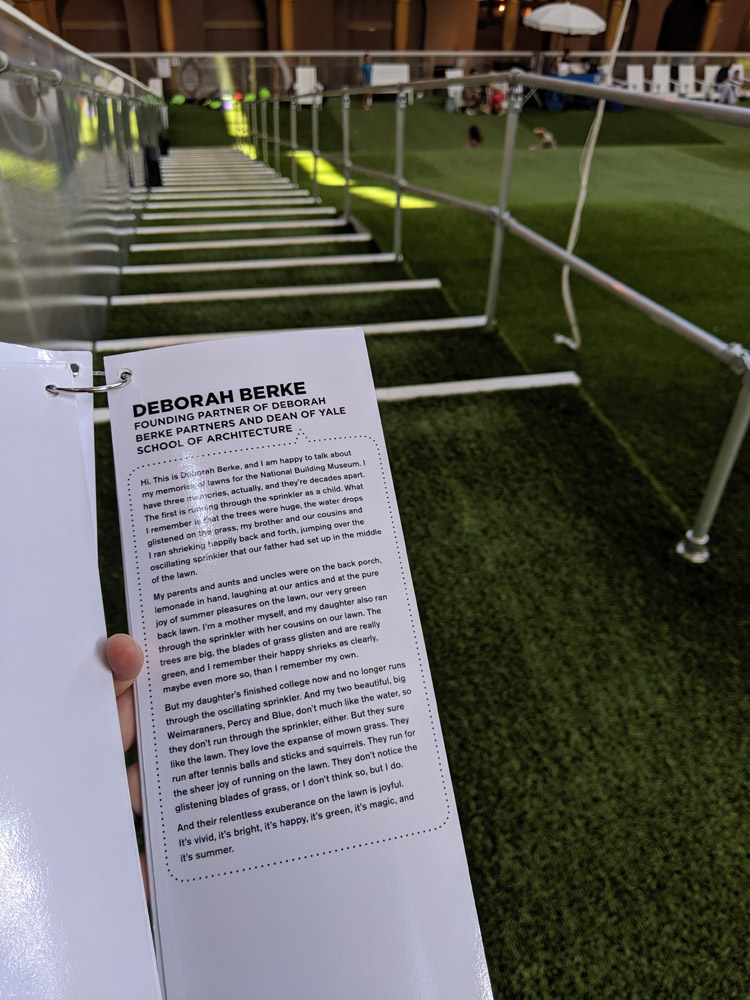 DEBORAH BERKE
FOUNDING PARTNER OF DEBORAH
BERKE PARTNERS AND DEAN OF YALE
SCHOOL OF ARCHITECTURE
Hi. This is Deborah Berke, and I am happy to talk about
my memories of lawns for the National Building Museum. I
have three memories, actually, and they're decades apart.
The first is running through the sprinkler as a child. What
I remember is that the trees were huge, the water drops
glistened on the grass, my brother and our cousins and
I ran shrieking happily back and forth, jumping over the
oscillating sprinkler that our father had set up in the middle
of the lawn.
My parents and aunts and uncles were on the back porch,
lemonade in hand, laughing at our antics and at the pure
joy of summer pleasures on the lawn, our very green
back lawn. I'm a mother myself, and my daughter also ran
through the sprinkler with her cousins on our lawn. The
trees are big, the blades of grass glisten and are really
green, and I remember their happy shrieks as clearly,
maybe even more so, than I remember my own.
But my daughter's finished college now and no longer runs
through the oscillating sprinkler. And my two beautiful, big
Weimaraners, Percy and Blue, don't much like the water, so
they don't run through the sprinkler, either. But they sure
like the lawn. They love the expanse of mown grass. They
run after tennis balls and sticks and squirrels. They run for
the sheer joy of running on the lawn. They don't notice the
glistening blades of grass, or I don't think so, but I do.
And their relentless exuberance on the lawn is joyful.
It's vivid, it's bright, it's happy, it's green, it's magic, and
it's summer.